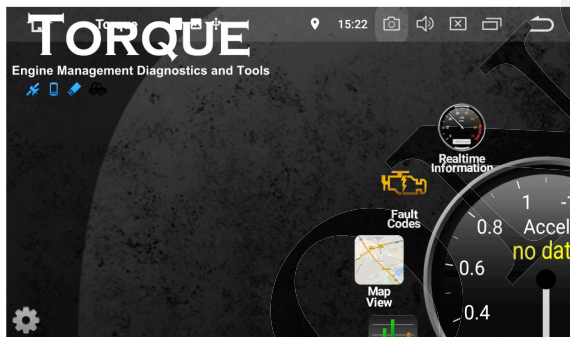 Torque
15:22
TORQUE
Engine Management Diagnostics and Tools
Realtime
Information
Fault
Codes
Map
View
1
0.8
Accel
no dat
0.6
0.4